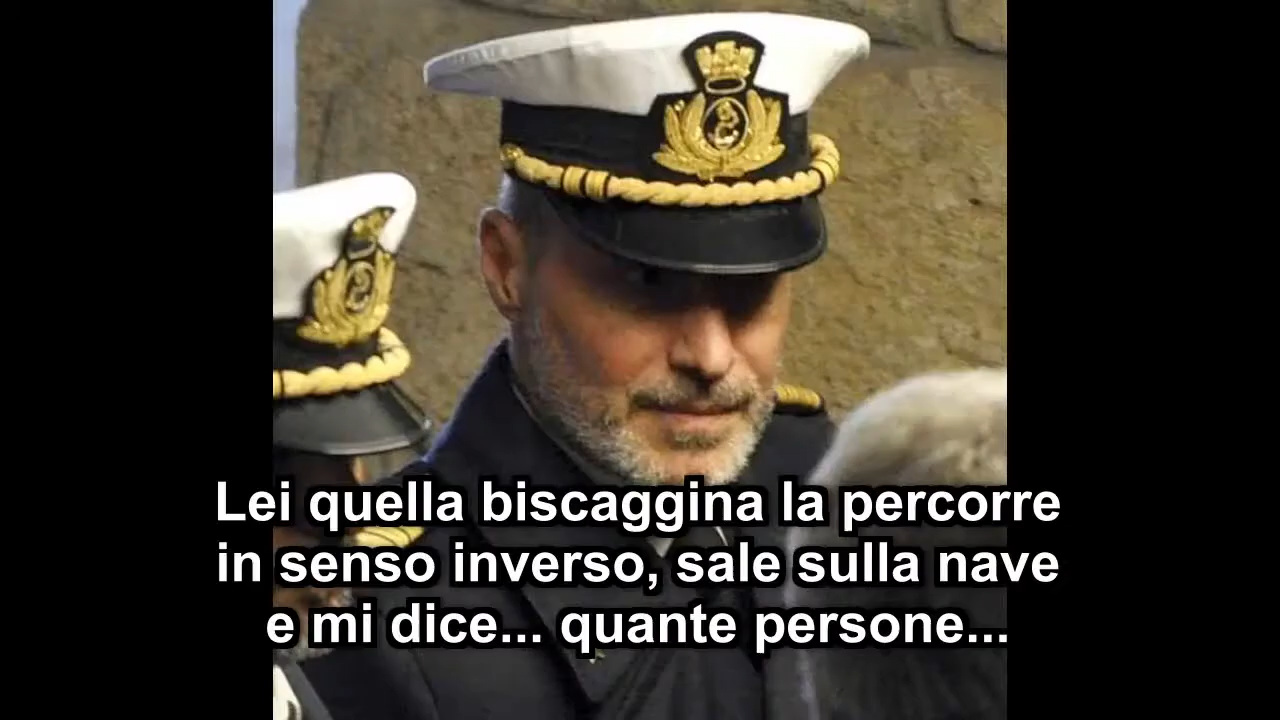 Lei quella biscaggina la percorre
in senso inverso, sale sulla nave
e mi dice... quante persone...